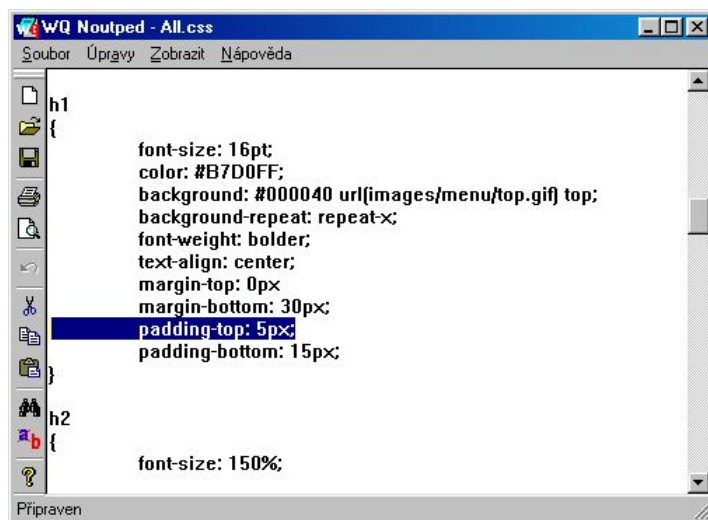 WQ Noutped - All.css
Soubor Úpravy Zobrazit Nápověda
h1
{
font-size: 16pt;
color: #B7D0FF;
background: #000040 url(images/menu/top.gif) top;
background-repeat: repeat-x;
font-weight: bolder;
text-align: center;
margin-top: 0px
margin-bottom: 30px;
padding-top: 5px;
padding-bottom: 15px;
}
h2
{
font-size: 150%;
a b
Připraven